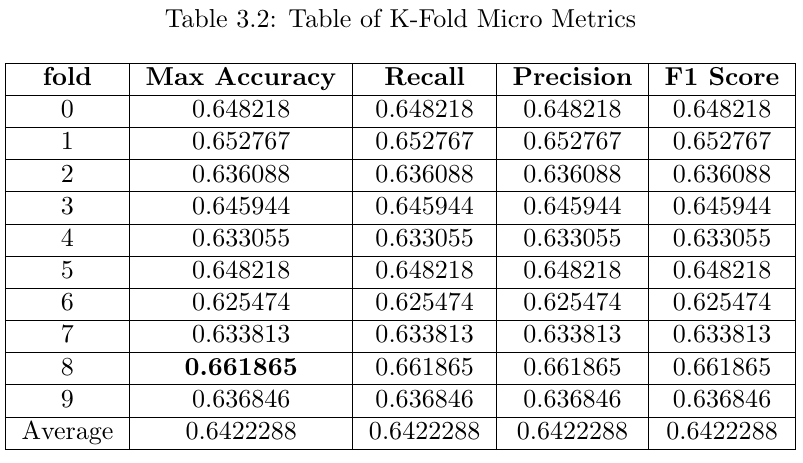 Table 3.2: Table of K-Fold Micro Metrics
fold Max Accuracy Recall Precision F1 Score
0 0.648218 0.648218 0.648218 0.648218
1 0.652767 0.652767 0.652767 0.652767
2 0.636088 0.636088 0.636088 0.636088
3 0.645944 0.645944 0.645944 0.645944
4 0.633055 0.633055 0.633055 0.633055
5 0.648218 0.648218 0.648218 0.648218
6 0.625474 0.625474 0.625474 0.625474
7 0.633813 0.633813 0.633813 0.633813
8 0.661865 0.661865 0.661865 0.661865
9 0.636846 0.636846 0.636846 0.636846
Average 0.6422288 0.6422288 0.6422288 0.6422288